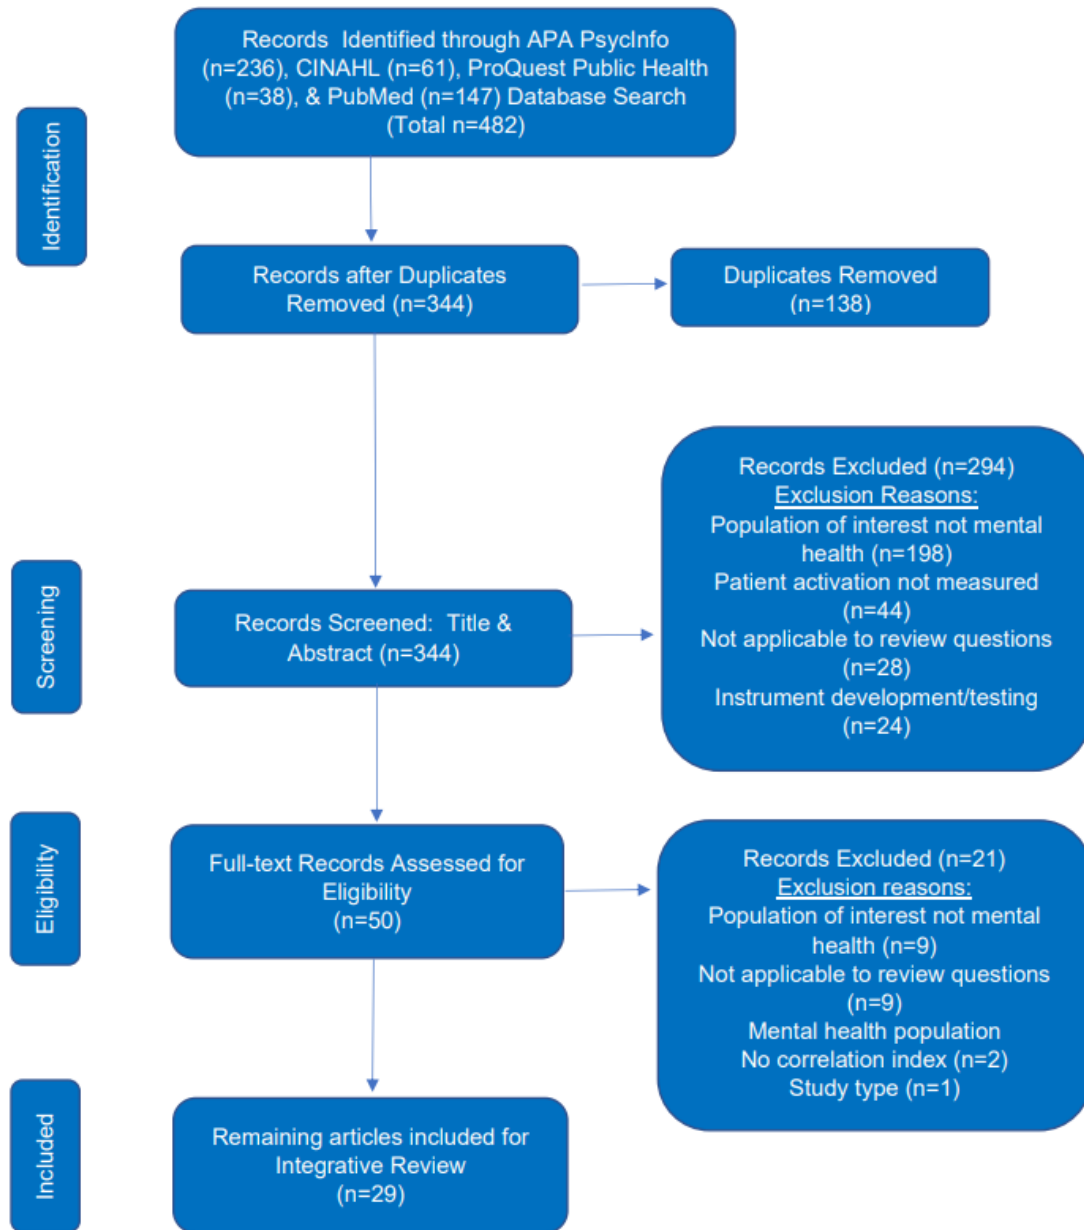 Records Identified through APA PsycInfo
(n=236), CINAHL (n=61), ProQuest Public Health
(n=38), & PubMed (n=147) Database Search
(Total n=482)
Identification
Records after Duplicates
Removed (n=344)
Duplicates Removed
(n=138)
Screening
Records Screened: Title &
Abstract (n=344)
Records Excluded (n=294)
Exclusion Reasons:
Population of interest not mental
health (n=198)
Patient activation not measured
(n=44)
Not applicable to review questions
(n=28)
Instrument development/testing
(n=24)
Eligibility
Full-text Records Assessed for
Eligibility
(n=50)
Records Excluded (n=21)
Exclusion reasons:
Population of interest not mental
health (n=9)
Not applicable to review questions
(n=9)
Mental health population
No correlation index (n=2)
Study type (n=1)
Included
Remaining articles included for
Integrative Review
(n=29)